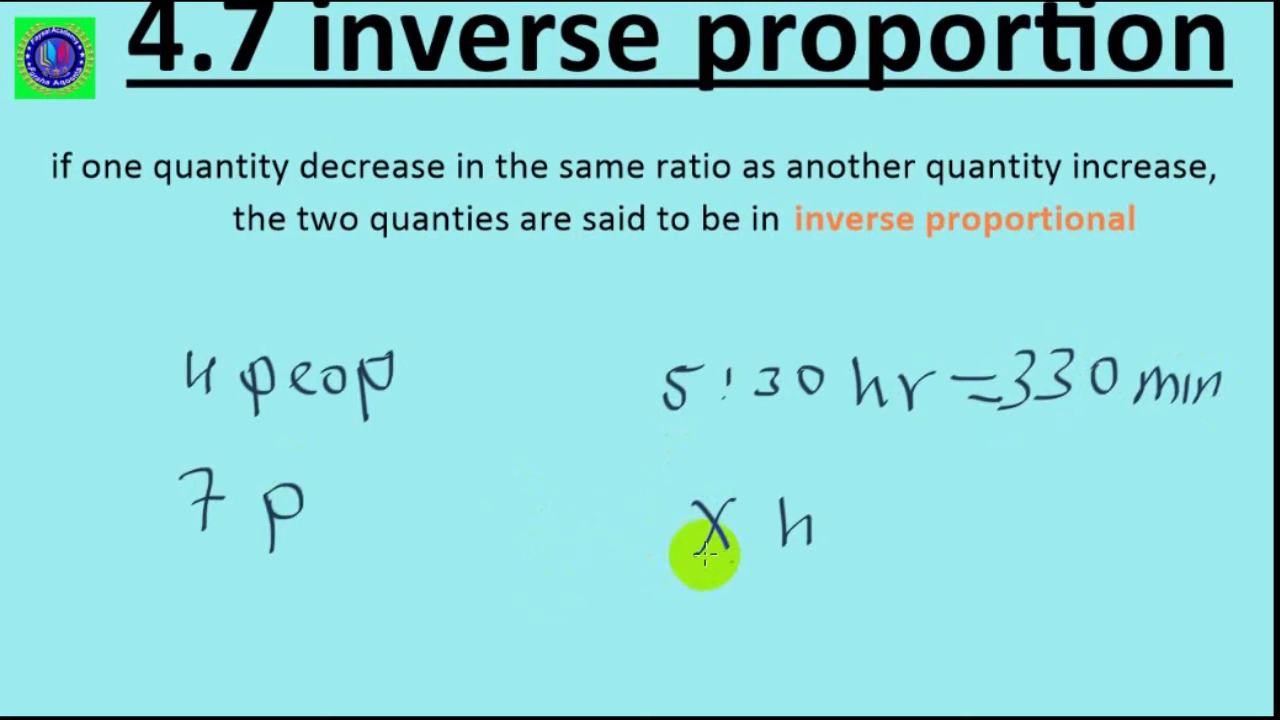 4.7 inverse proportion
if one quantity decrease in the same ratio as another quantity increase,
the two quanties are said to be in inverse proportional
4 peop 5:30 hr = 330 min
7 p x h